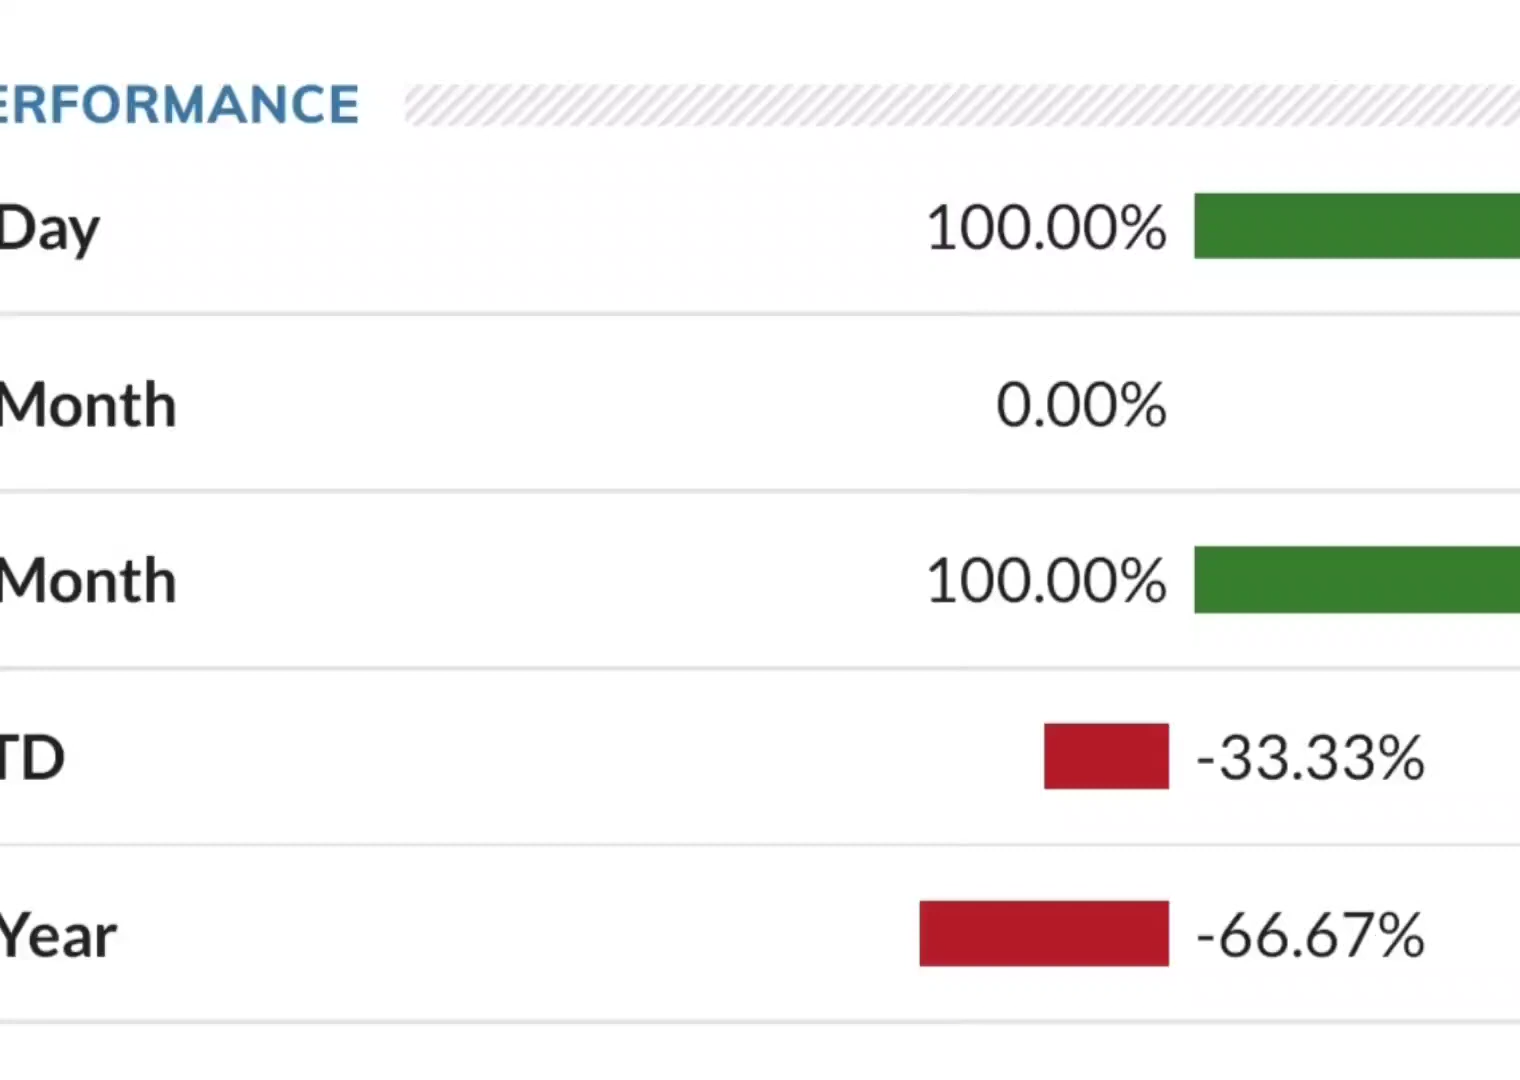 ERFORMANCE
Day 100.00%
Month 0.00%
Month 100.00%
TD -33.33%
Year -66.67%